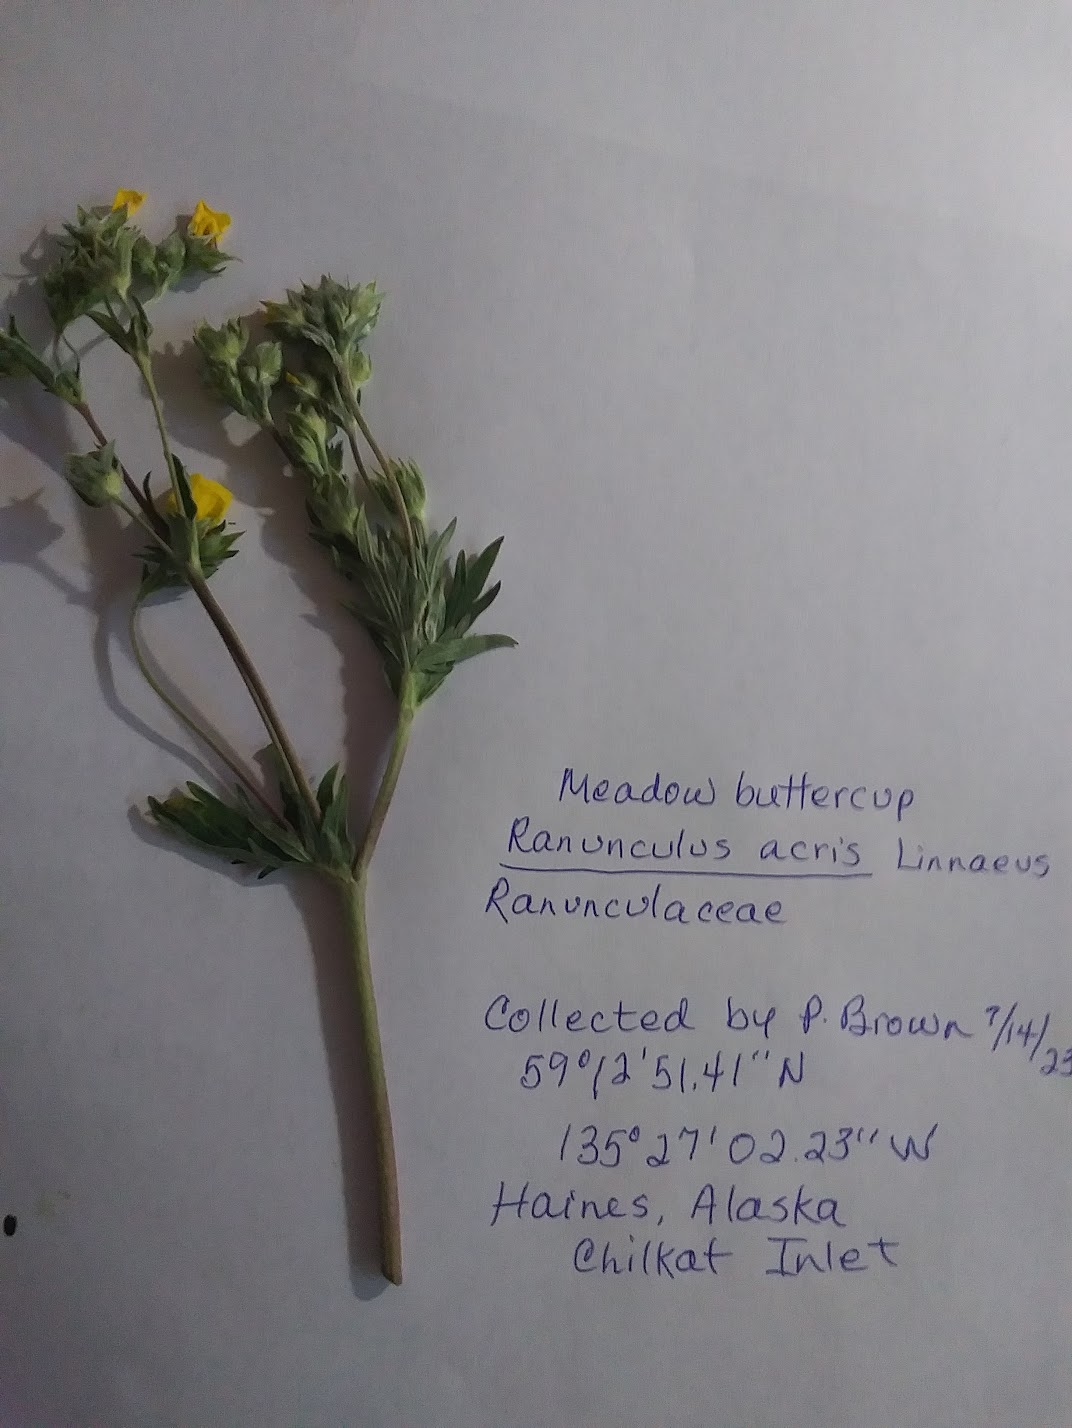 Meadow buttercup
Ranunculus acris Linnaeus
Ranunculaceae
Collected by P. Brown 7/14/23
59°12'51.41"N
135°27'02.23"W
Haines, Alaska
Chilkat Inlet